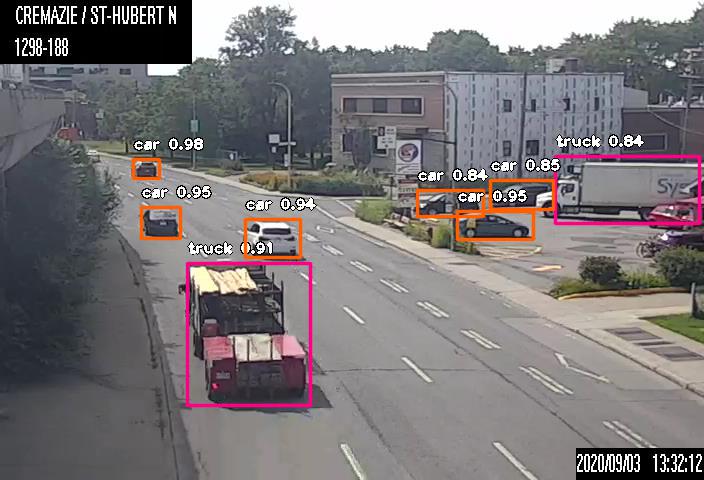 CREMAZIE / ST-HUBERT N
1298-188
car 0.98
truck 0.84
car 0.85
car 0.84
car 0.95
car 0.95
car 0.94
truck 0.91
Sys
2020/09/03 13:32:12